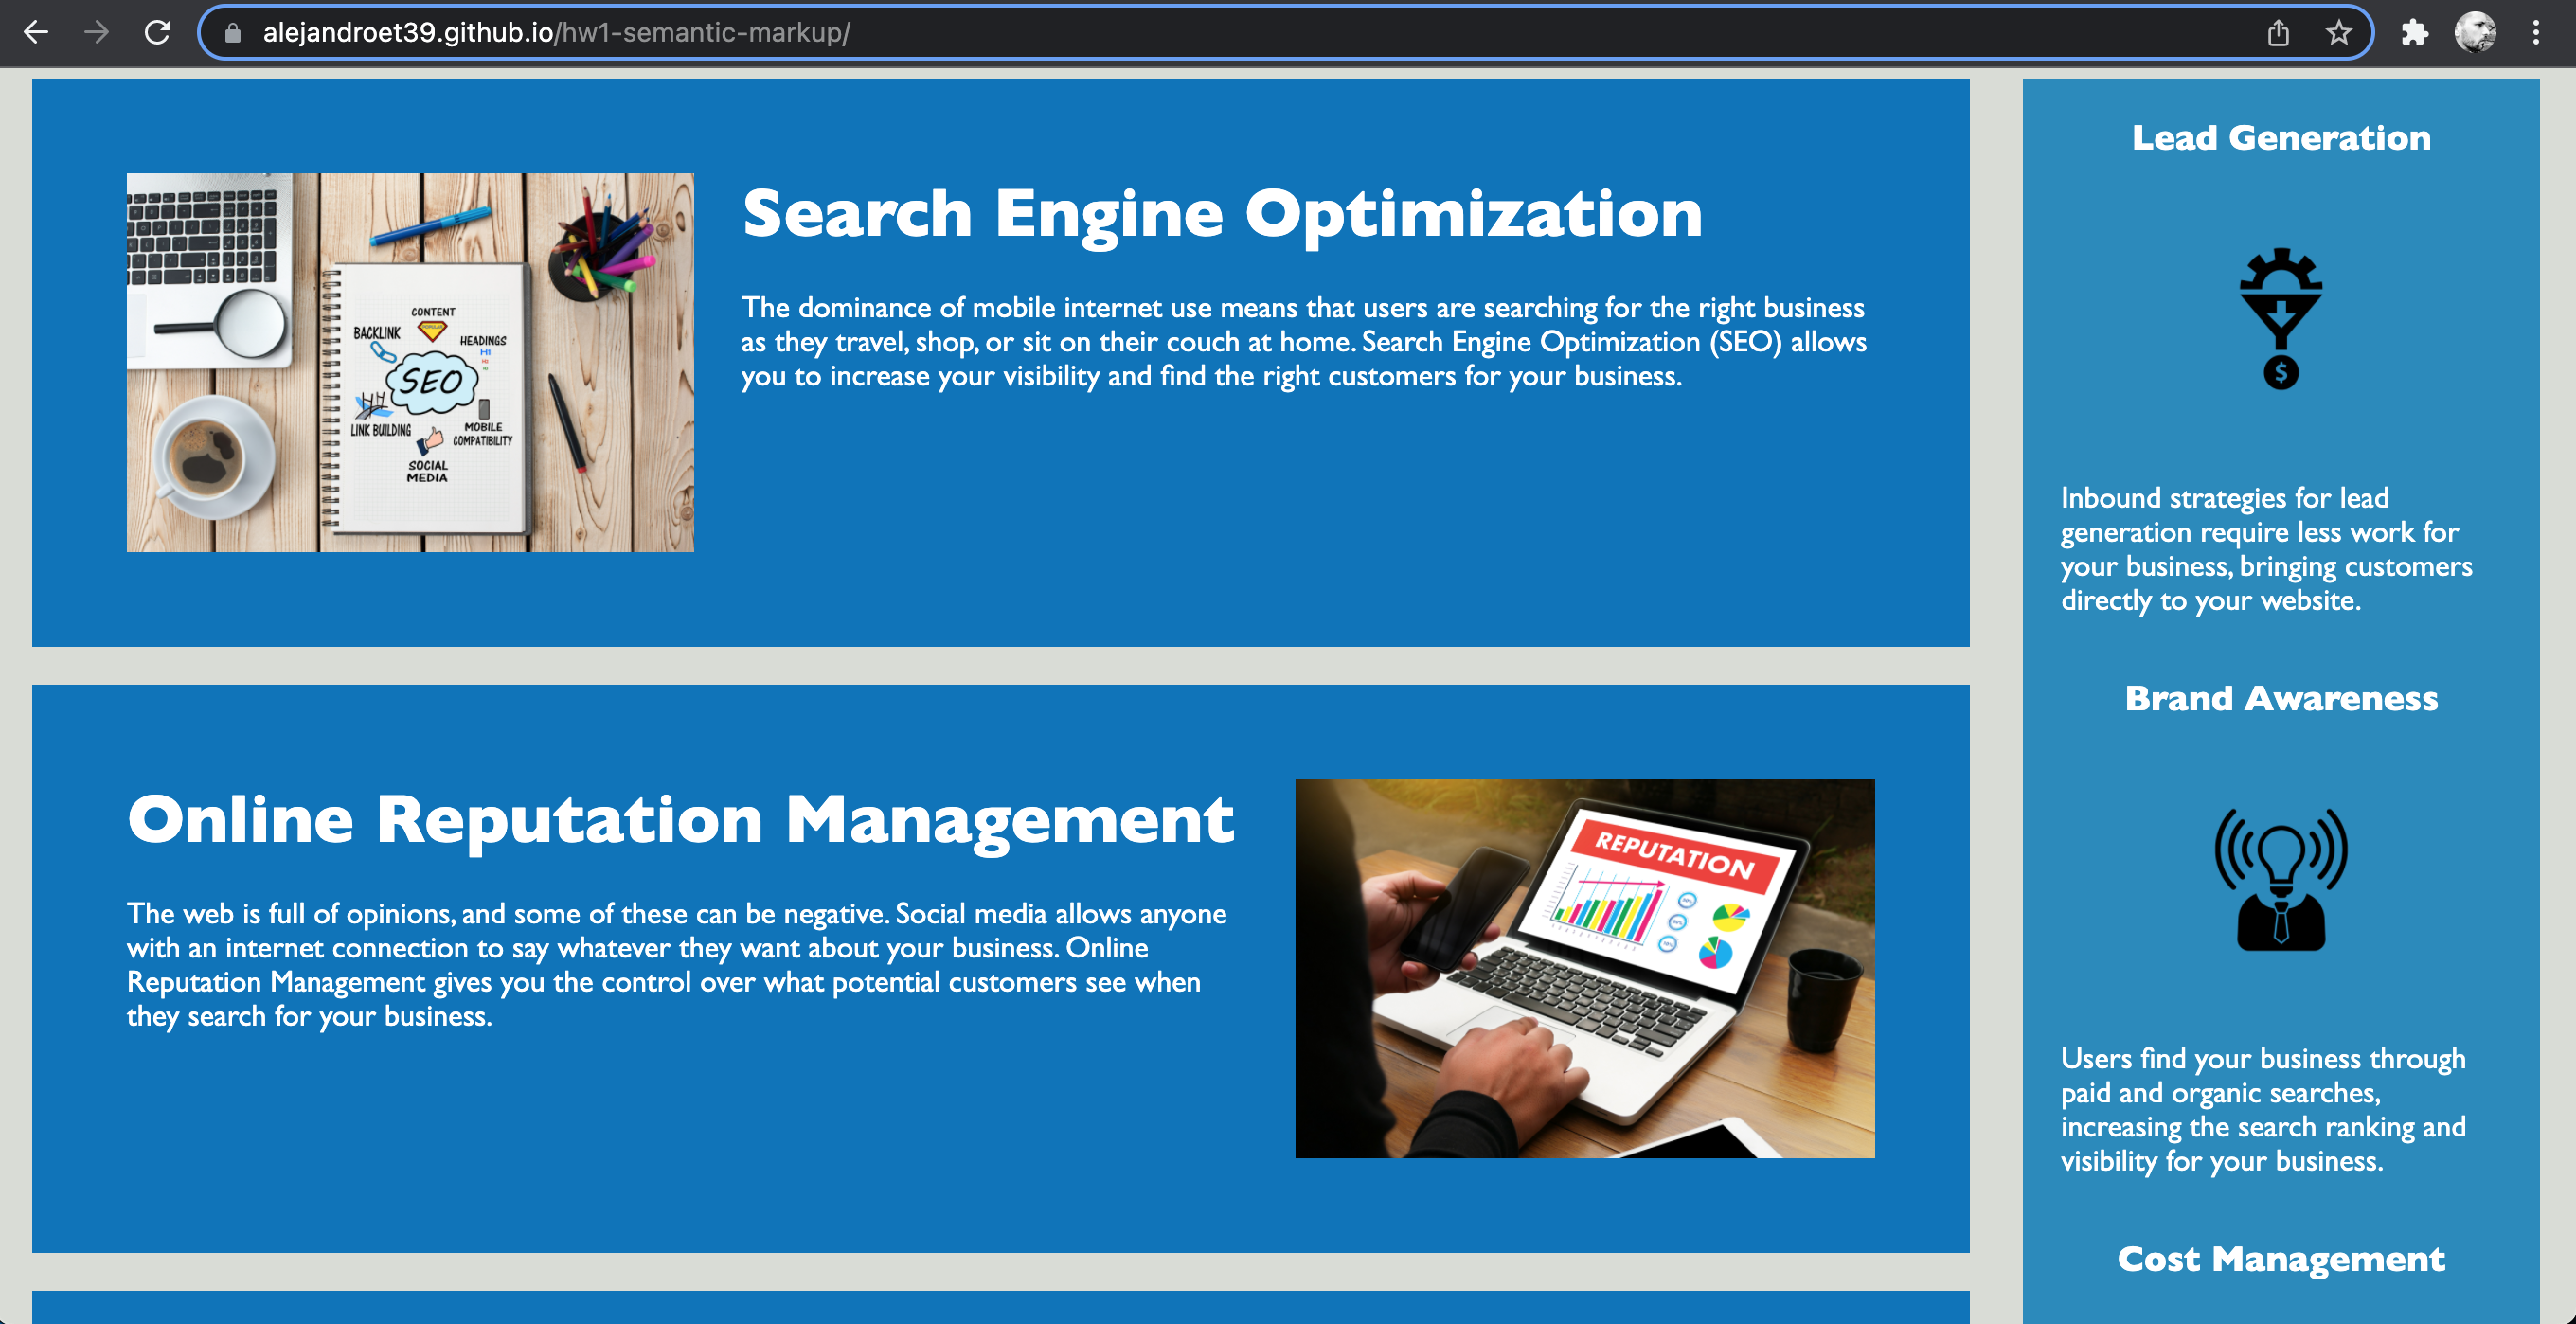 alejandroet39.github.io/hw1-semantic-markup/
Search Engine Optimization
The dominance of mobile internet use means that users are searching for the right business
as they travel, shop, or sit on their couch at home. Search Engine Optimization (SEO) allows
you to increase your visibility and find the right customers for your business.
CONTENT
POPULAR
BACKLINK
HEADINGS
H1
H2
H3
SEO
LINK BUILDING
MOBILE
COMPATIBILITY
SOCIAL
MEDIA
Online Reputation Management
The web is full of opinions, and some of these can be negative. Social media allows anyone
with an internet connection to say whatever they want about your business. Online
Reputation Management gives you the control over what potential customers see when
they search for your business.
REPUTATION
Lead Generation
$
Inbound strategies for lead
generation require less work for
your business, bringing customers
directly to your website.
Brand Awareness
Users find your business through
paid and organic searches,
increasing the search ranking and
visibility for your business.
Cost Management